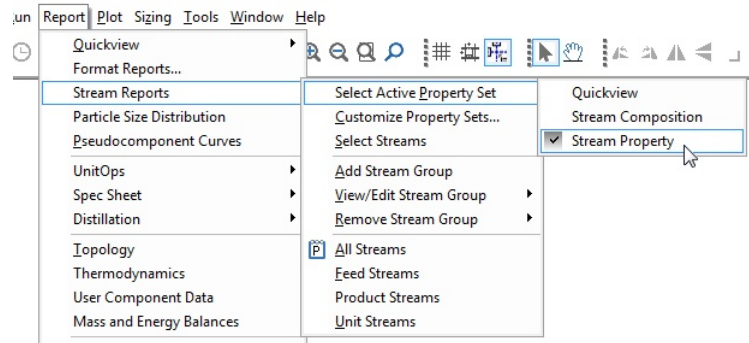 un Report Plot Sizing Tools Window Help
Quickview
Format Reports...
Stream Reports
Particle Size Distribution
Pseudocomponent Curves
UnitOps
Spec Sheet
Distillation
Topology
Thermodynamics
User Component Data
Mass and Energy Balances
Select Active Property Set
Customize Property Sets...
Select Streams
Add Stream Group
View/Edit Stream Group
Remove Stream Group
P All Streams
Feed Streams
Product Streams
Unit Streams
Quickview
Stream Composition
Stream Property